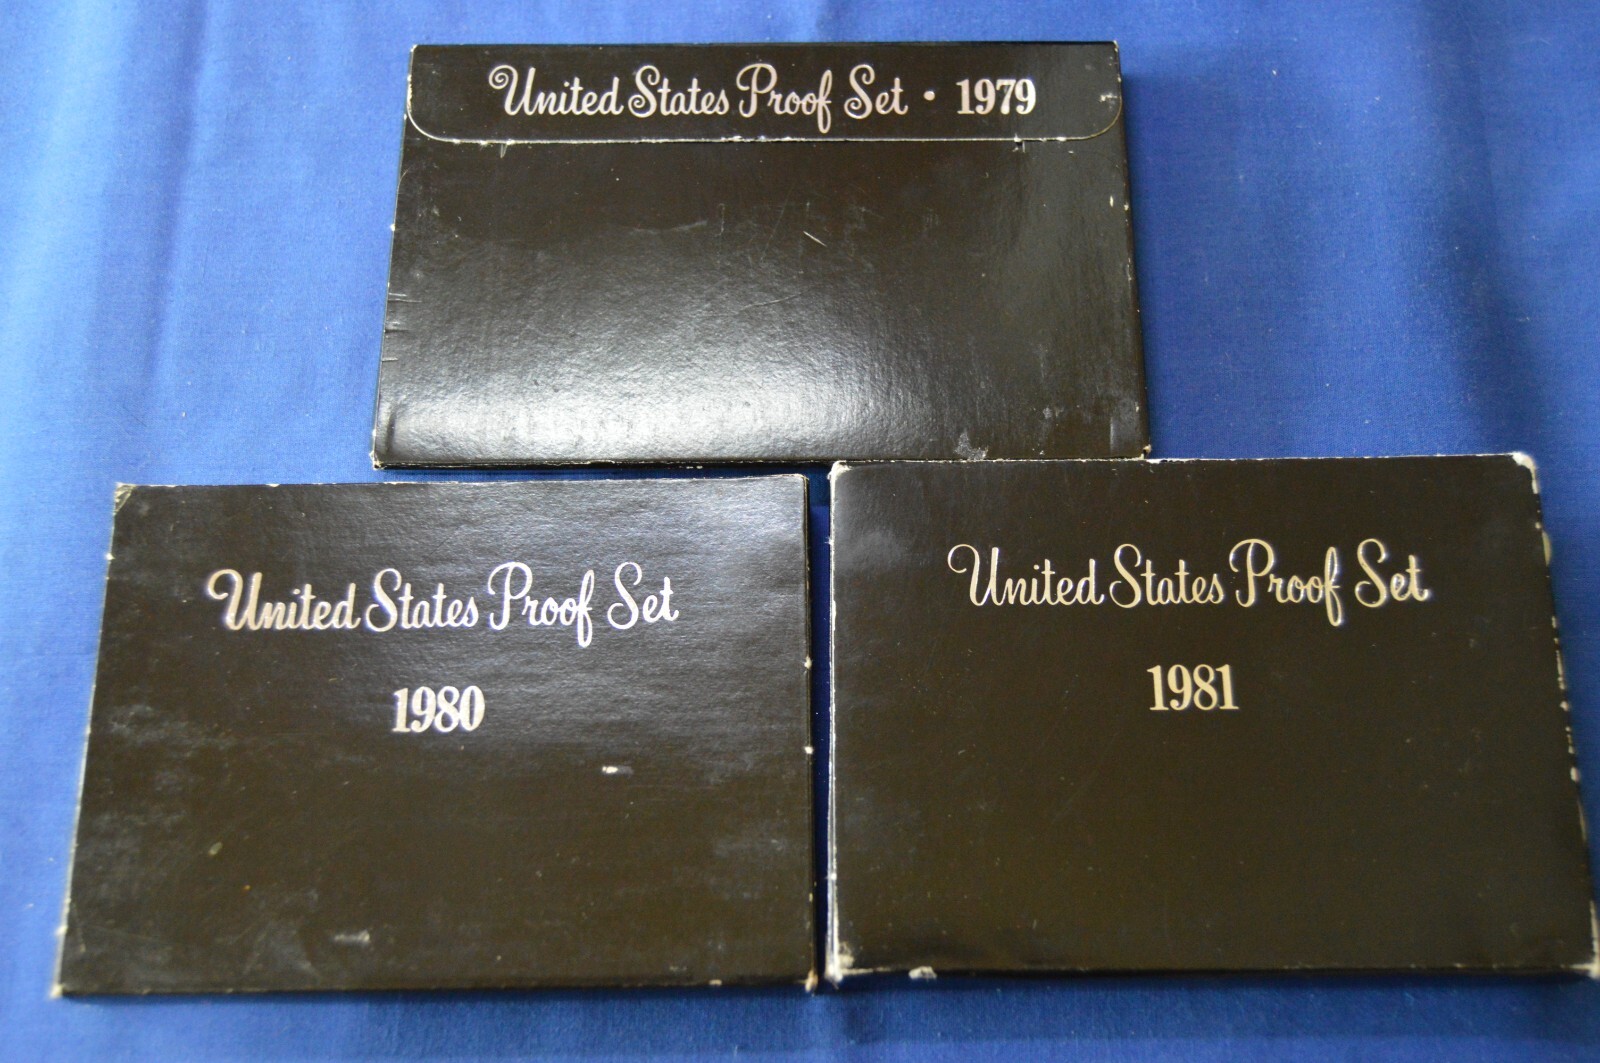 United States Proof Set • 1979
United States Proof Set
1980
United States Proof Set
1981